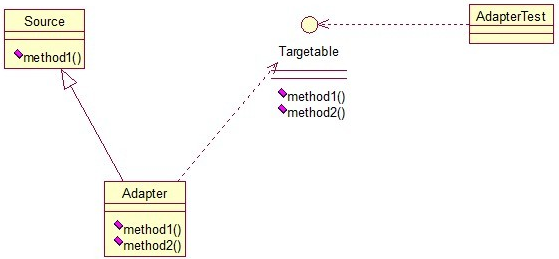 Source
method1()
AdapterTest
Targetable
method1()
method2()
Adapter
method1()
method2()